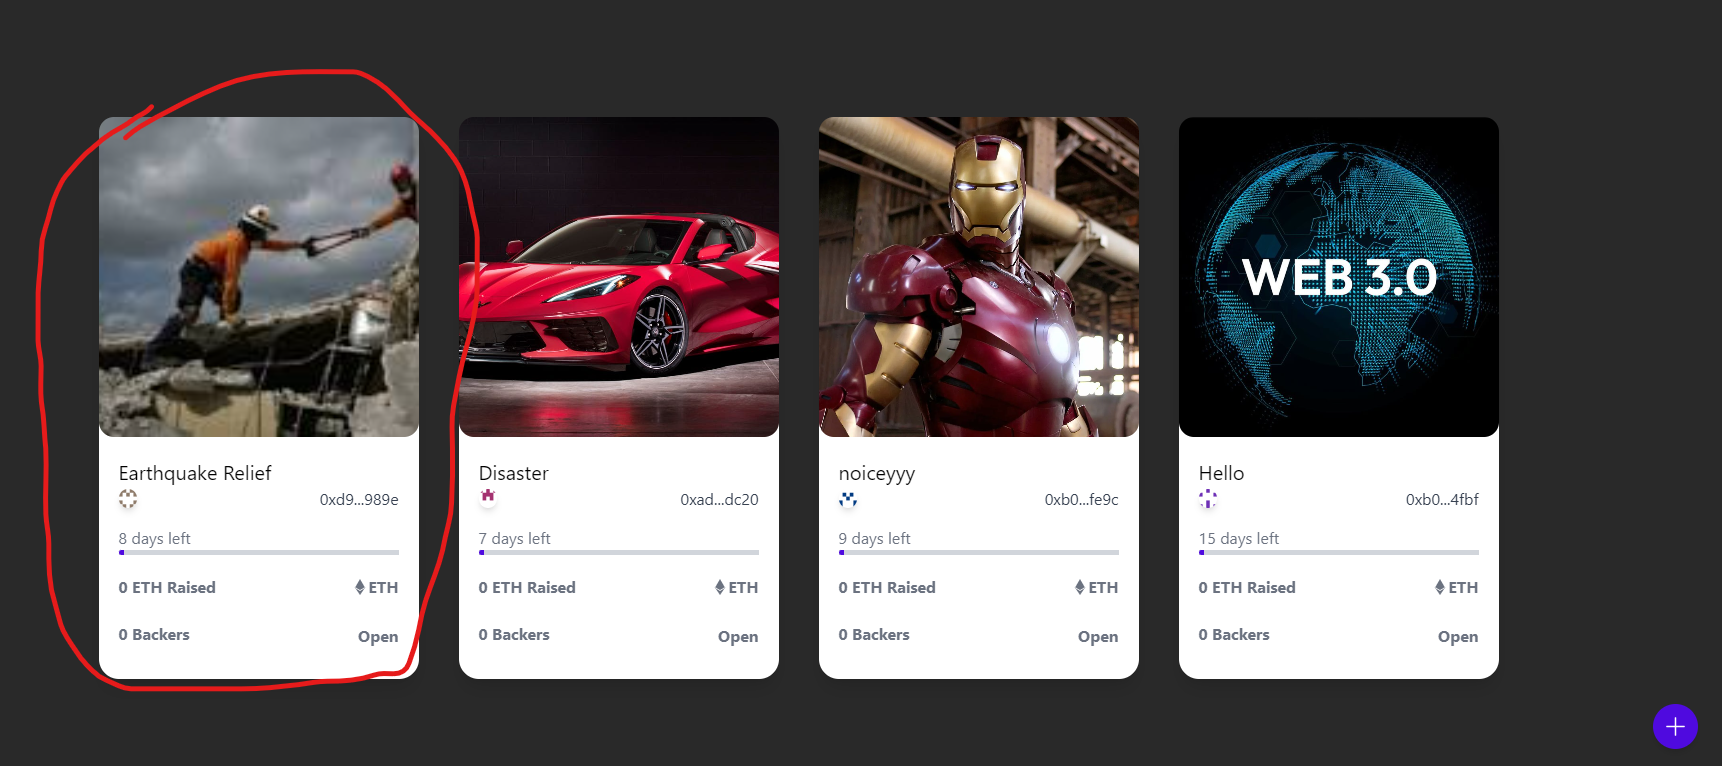 WEB 3.0
Earthquake Relief
0xd9...989e
8 days left
0 ETH Raised
ETH
0 Backers
Open
Disaster
0xad...dc20
7 days left
0 ETH Raised
ETH
0 Backers
Open
noiceyyy
0xb0...fe9c
9 days left
0 ETH Raised
ETH
0 Backers
Open
Hello
0xb0...4fbf
15 days left
0 ETH Raised
ETH
0 Backers
Open